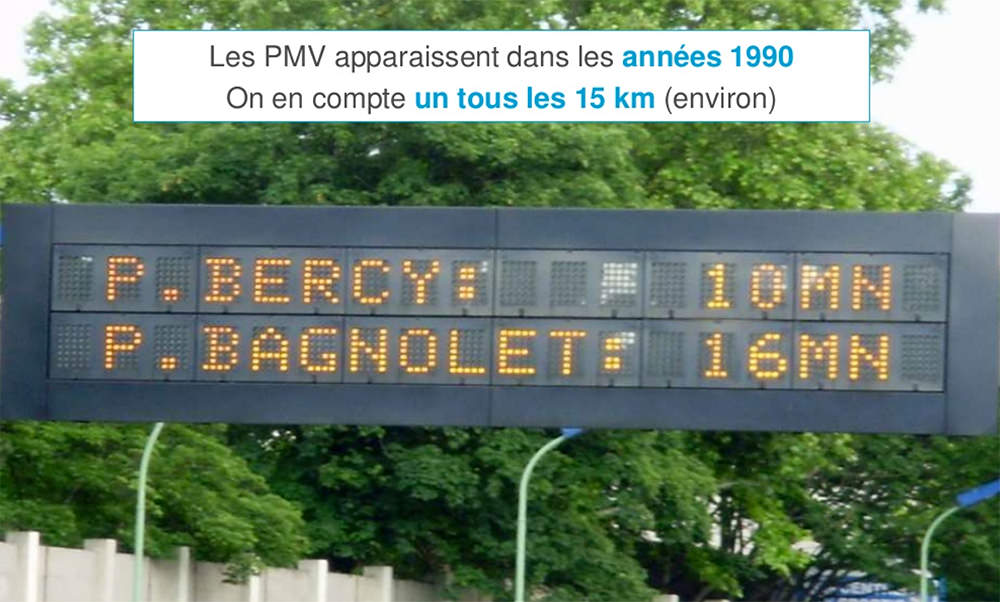 Les PMV apparaissent dans les années 1990
On en compte un tous les 15 km (environ)
P.BERCY: 10MN
P.BAGNOLET: 16MN